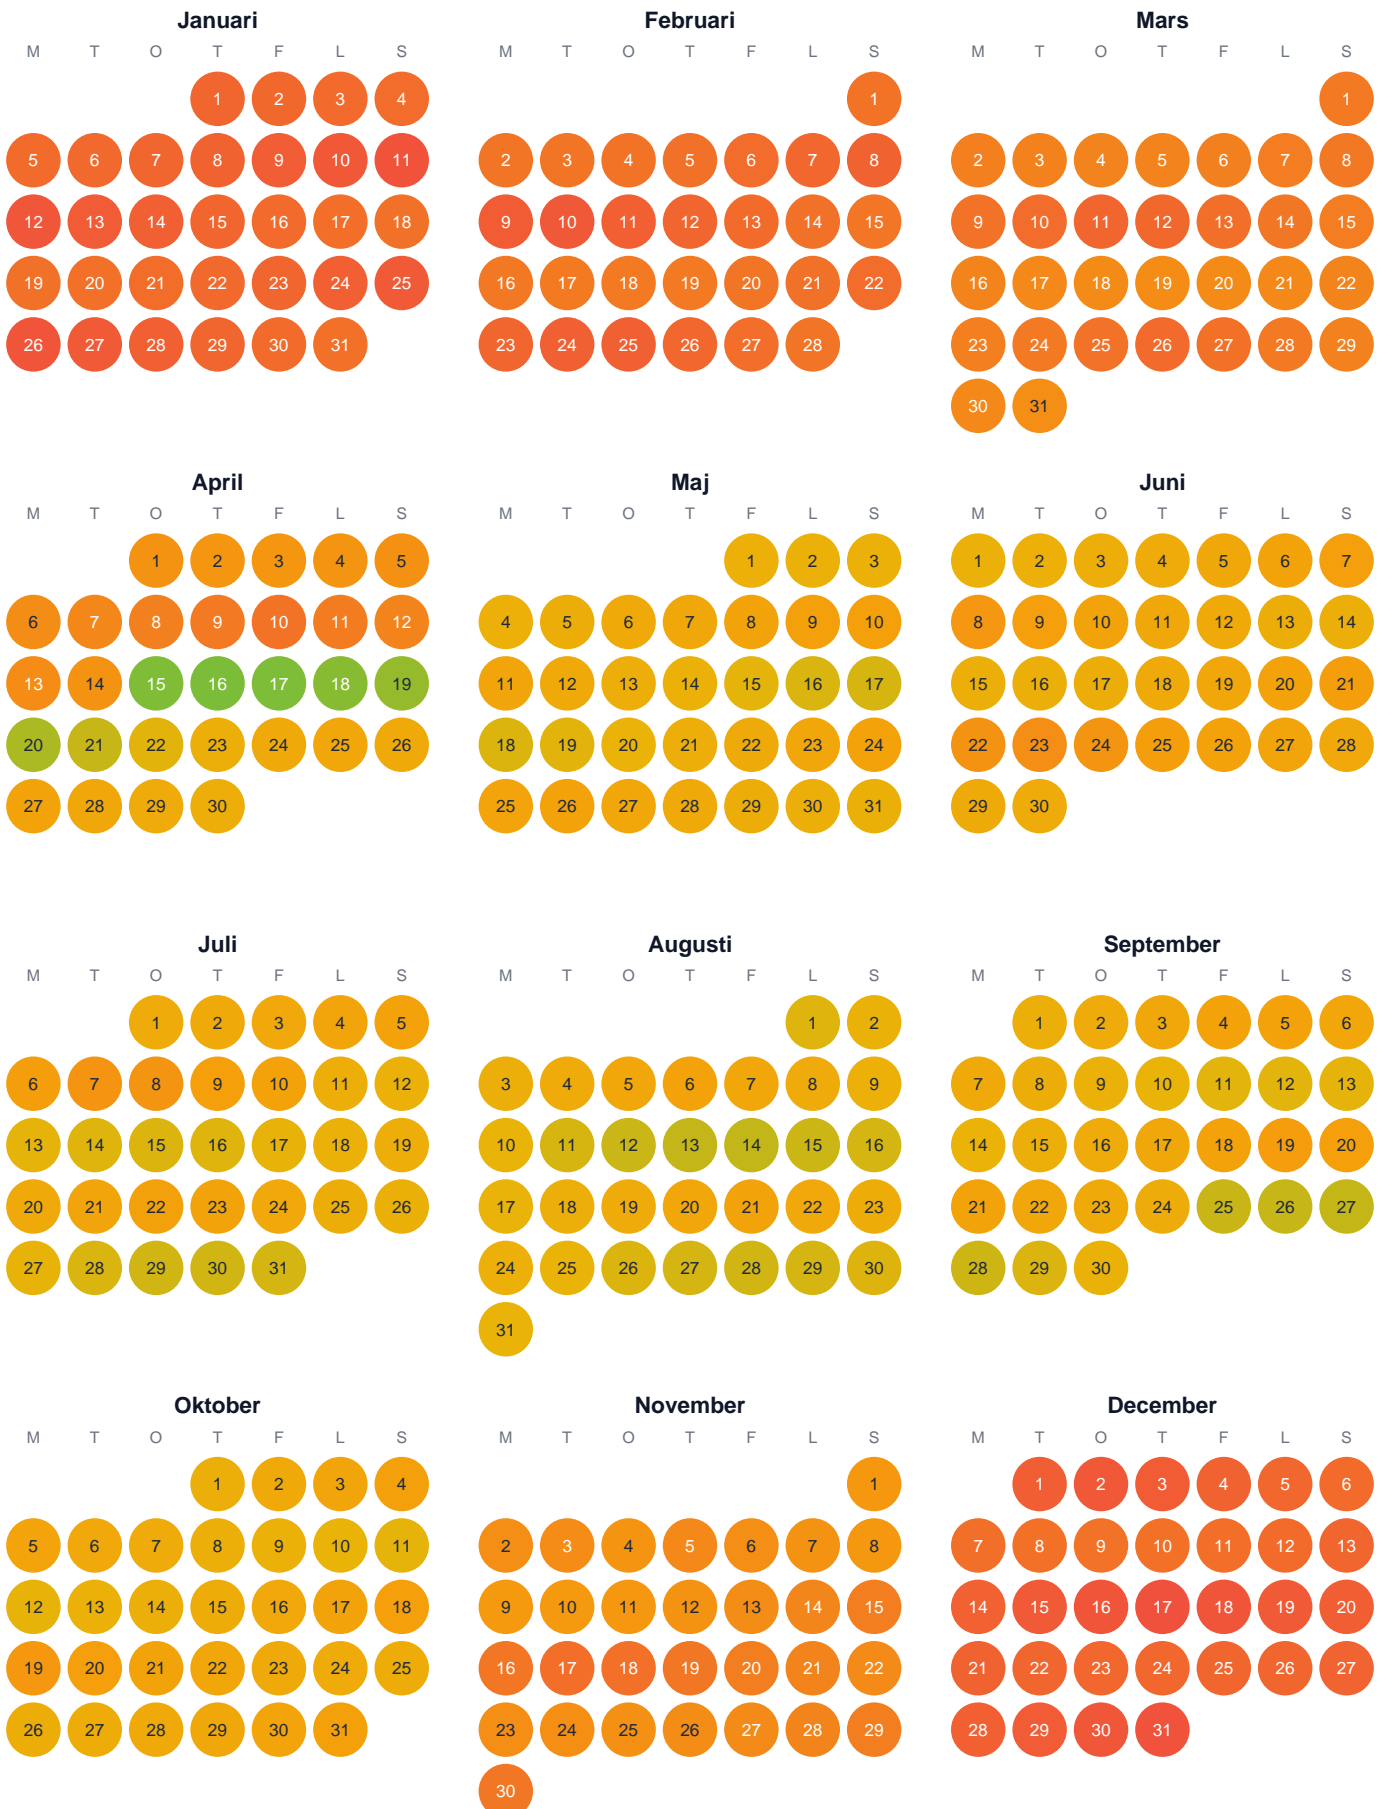 Januari Februari Mars
M T O T F L S M T O T F L S M T O T F L S
1 2 3 4 1 1
5 6 7 8 9 10 11 2 3 4 5 6 7 8 2 3 4 5 6 7 8
12 13 14 15 16 17 18 9 10 11 12 13 14 15 9 10 11 12 13 14 15
19 20 21 22 23 24 25 16 17 18 19 20 21 22 16 17 18 19 20 21 22
26 27 28 29 30 31 23 24 25 26 27 28 23 24 25 26 27 28 29
30 31
April Maj Juni
M T O T F L S M T O T F L S M T O T F L S
1 2 3 4 5 1 2 3 1 2 3 4 5 6 7
6 7 8 9 10 11 12 4 5 6 7 8 9 10 8 9 10 11 12 13 14
13 14 15 16 17 18 19 11 12 13 14 15 16 17 15 16 17 18 19 20 21
20 21 22 23 24 25 26 18 19 20 21 22 23 24 22 23 24 25 26 27 28
27 28 29 30 25 26 27 28 29 30 31 29 30
Juli Augusti September
M T O T F L S M T O T F L S M T O T F L S
1 2 3 4 5 1 2 1 2 3 4 5 6
6 7 8 9 10 11 12 3 4 5 6 7 8 9 7 8 9 10 11 12 13
13 14 15 16 17 18 19 10 11 12 13 14 15 16 14 15 16 17 18 19 20
20 21 22 23 24 25 26 17 18 19 20 21 22 23 21 22 23 24 25 26 27
27 28 29 30 31 24 25 26 27 28 29 30 28 29 30
31
Oktober November December
M T O T F L S M T O T F L S M T O T F L S
1 2 3 4 1 1 2 3 4 5 6
5 6 7 8 9 10 11 2 3 4 5 6 7 8 7 8 9 10 11 12 13
12 13 14 15 16 17 18 9 10 11 12 13 14 15 14 15 16 17 18 19 20
19 20 21 22 23 24 25 16 17 18 19 20 21 22 21 22 23 24 25 26 27
26 27 28 29 30 31 23 24 25 26 27 28 29 28 29 30 31
30